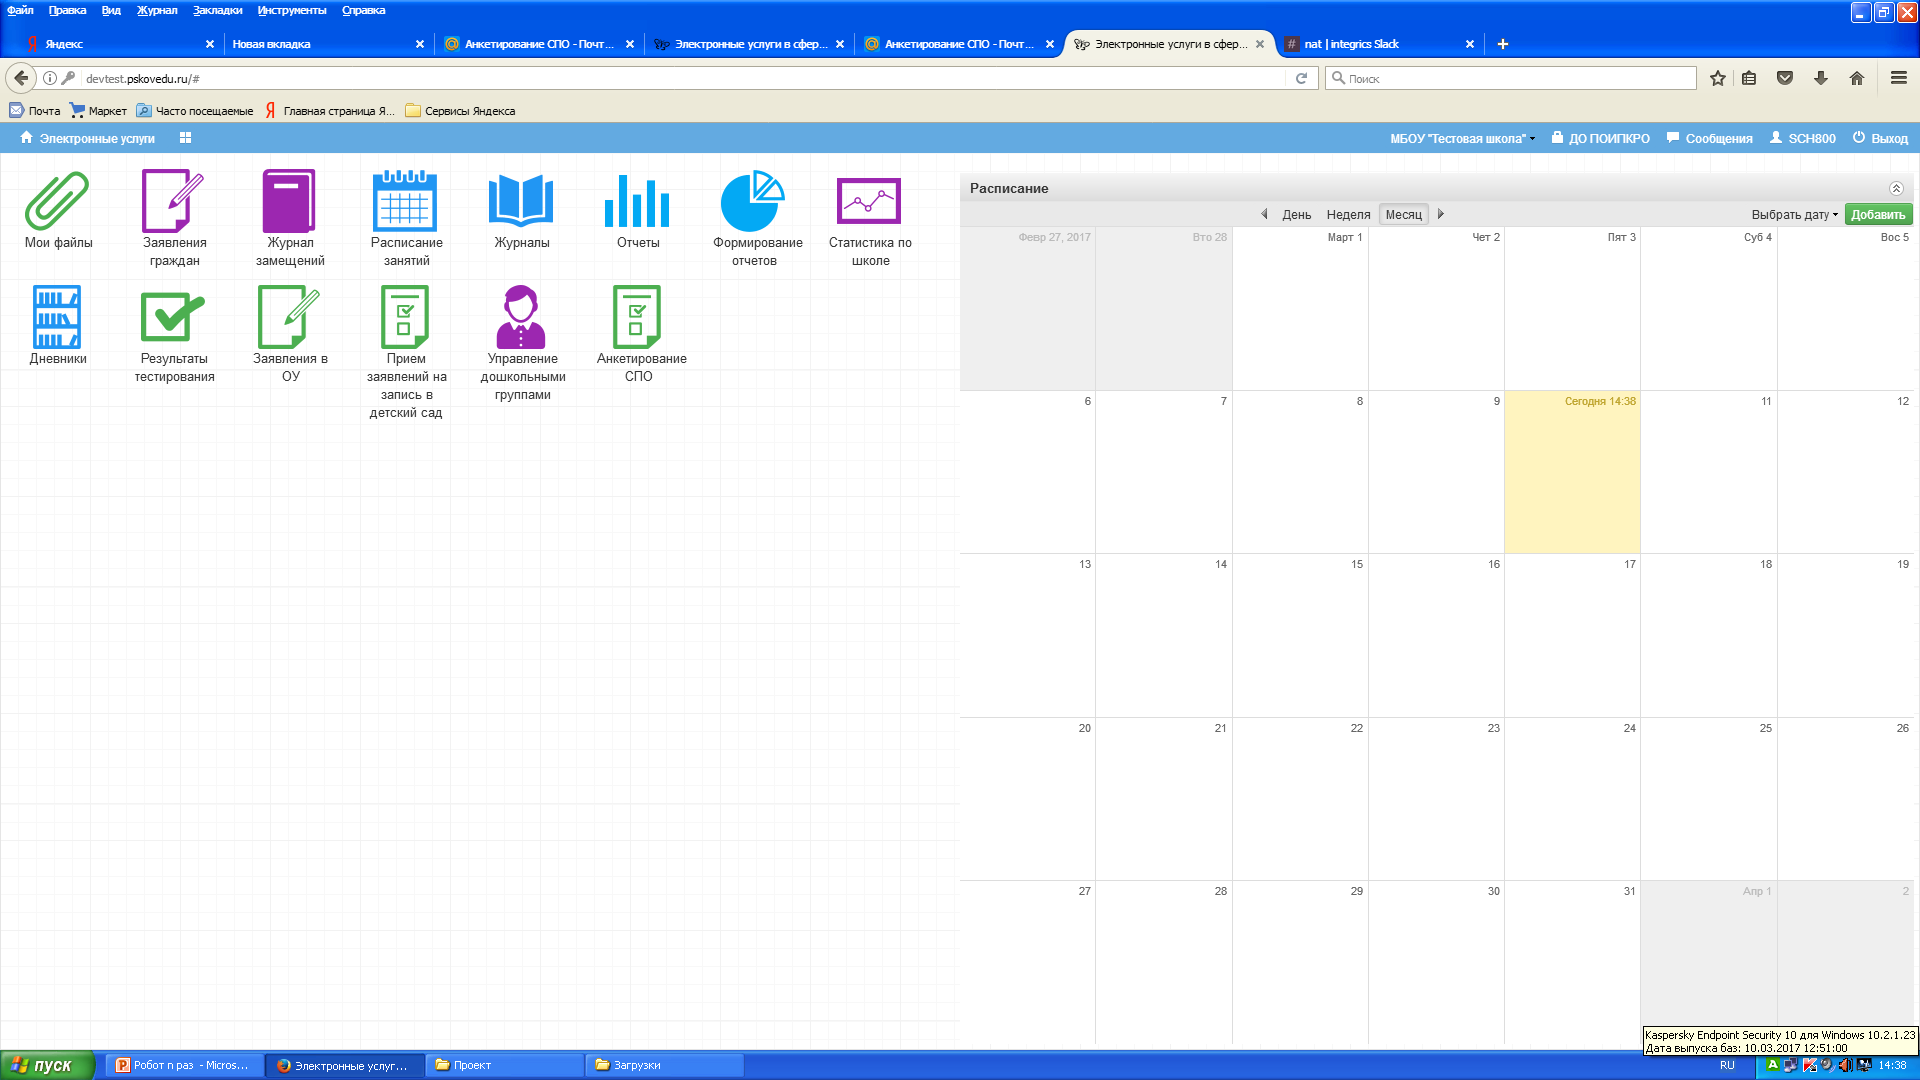 Файл Правка Вид Журнал Закладки Инструменты Справка
Яндекс
Новая вкладка
Анкетирование СПО - Почт...
Электронные услуги в сфер...
Анкетирование СПО - Почт...
Электронные услуги в сфер...
nat | integrics Slack
devtest.pskovedu.ru/#
Поиск
Почта
Маркет
Часто посещаемые
Главная страница Я...
Сервисы Яндекса
Электронные услуги
МБОУ "Тестовая школа"
ДО ПОИПКРО
Сообщения
SCH800
Выход
Мои файлы
Заявления
граждан
Журнал
замещений
Расписание
занятий
Журналы
Отчеты
Формирование
отчетов
Статистика по
школе
Дневники
Результаты
тестирования
Заявления в
ОУ
Прием
заявлений на
запись в
детский сад
Управление
дошкольными
группами
Анкетирование
СПО
Расписание
День Неделя Месяц
Выбрать дату
Добавить
Февр 27, 2017 Вто 28 Март 1 Чет 2 Пят 3 Суб 4 Вос 5
6 7 8 9 Сегодня 14:38 11 12
13 14 15 16 17 18 19
20 21 22 23 24 25 26
27 28 29 30 31 Апр 1 2
Kaspersky Endpoint Security 10 для Windows 10.2.1.23
Дата выпуска баз: 10.03.2017 12:51:00
пуск
Робот n раз - Micros...
Электронные услуг...
Проект
Загрузки
RU
14:38